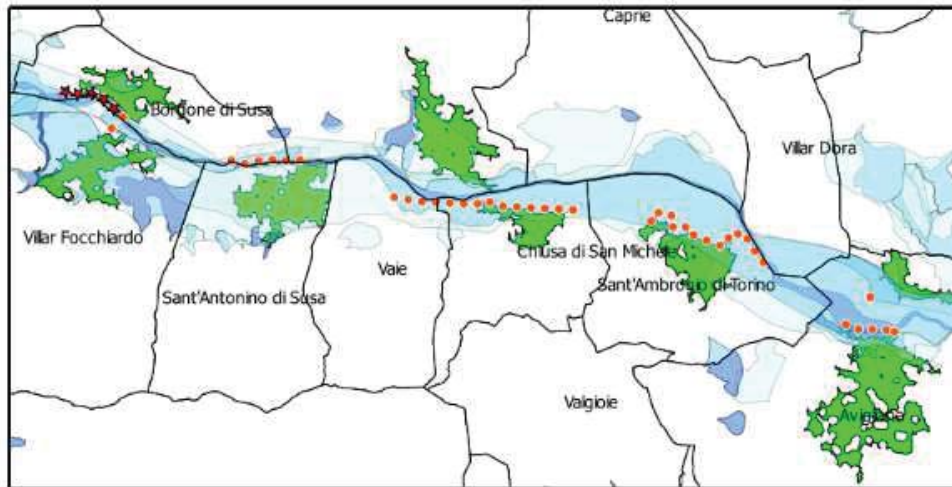 Caprie
Borgone di Susa
Villar Dora
Villar Focchiardo
Chiusa di San Michele
Vaie
Sant'Antonino di Susa
Sant'Ambrogio di Torino
Valgioie
Avigliana